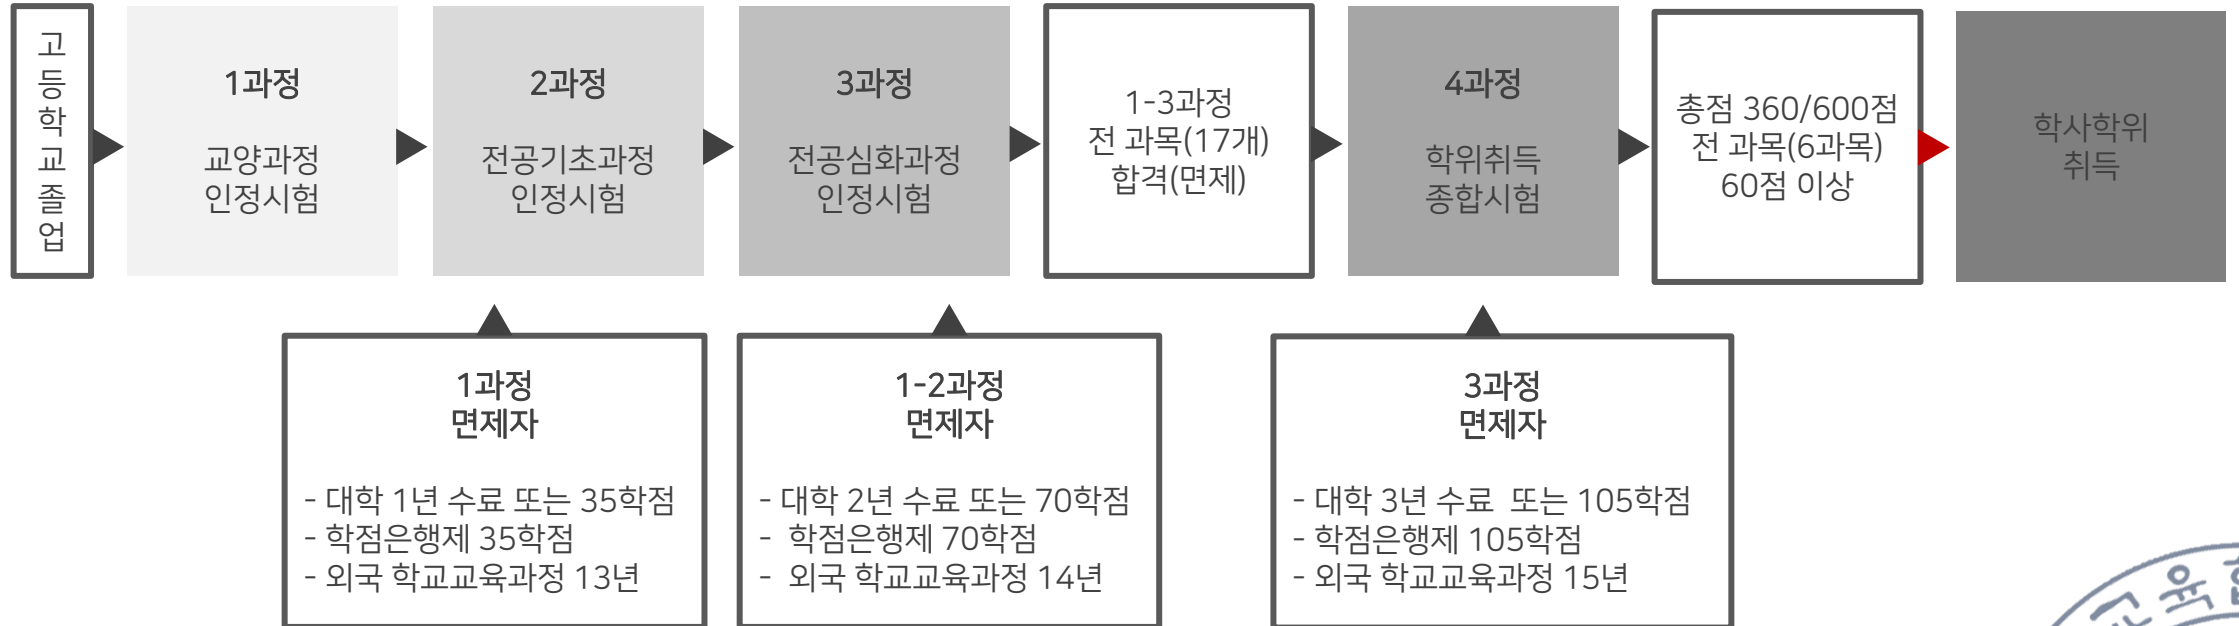 고등학교졸업
1과정
교양과정
인정시험
2과정
전공기초과정
인정시험
3과정
전공심화과정
인정시험
1-3과정
전 과목(17개)
합격(면제)
4과정
학위취득
종합시험
총점 360/600점
전 과목(6과목)
60점 이상
학사학위
취득
1과정
면제자
- 대학 1년 수료 또는 35학점
- 학점은행제 35학점
- 외국 학교교육과정 13년
1-2과정
면제자
- 대학 2년 수료 또는 70학점
- 학점은행제 70학점
- 외국 학교교육과정 14년
3과정
면제자
- 대학 3년 수료 또는 105학점
- 학점은행제 105학점
- 외국 학교교육과정 15년